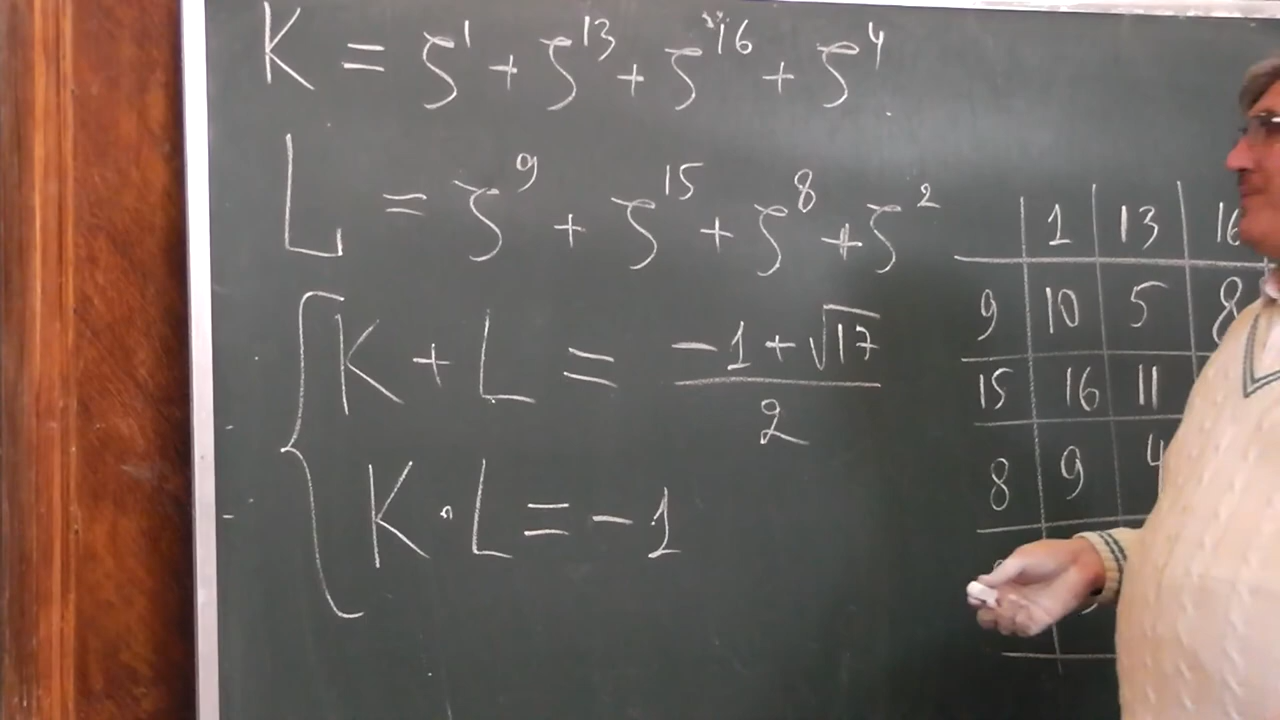 K = ζ¹ + ζ¹³ + ζ¹⁶ + ζ⁴
L = ζ⁹ + ζ¹⁵ + ζ⁸ + ζ²
K + L = (-1 + √17)/2
K · L = -1
1 13 16
9 10 5 8
15 16 11
8 9 4